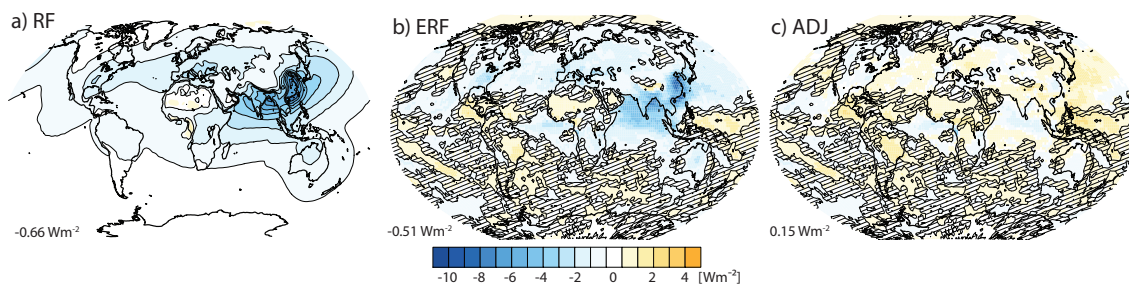 a) RF
b) ERF
c) ADJ
-0.66 Wm⁻²
-0.51 Wm⁻²
0.15 Wm⁻²
-10 -8 -6 -4 -2 0 2 4 [Wm⁻²]